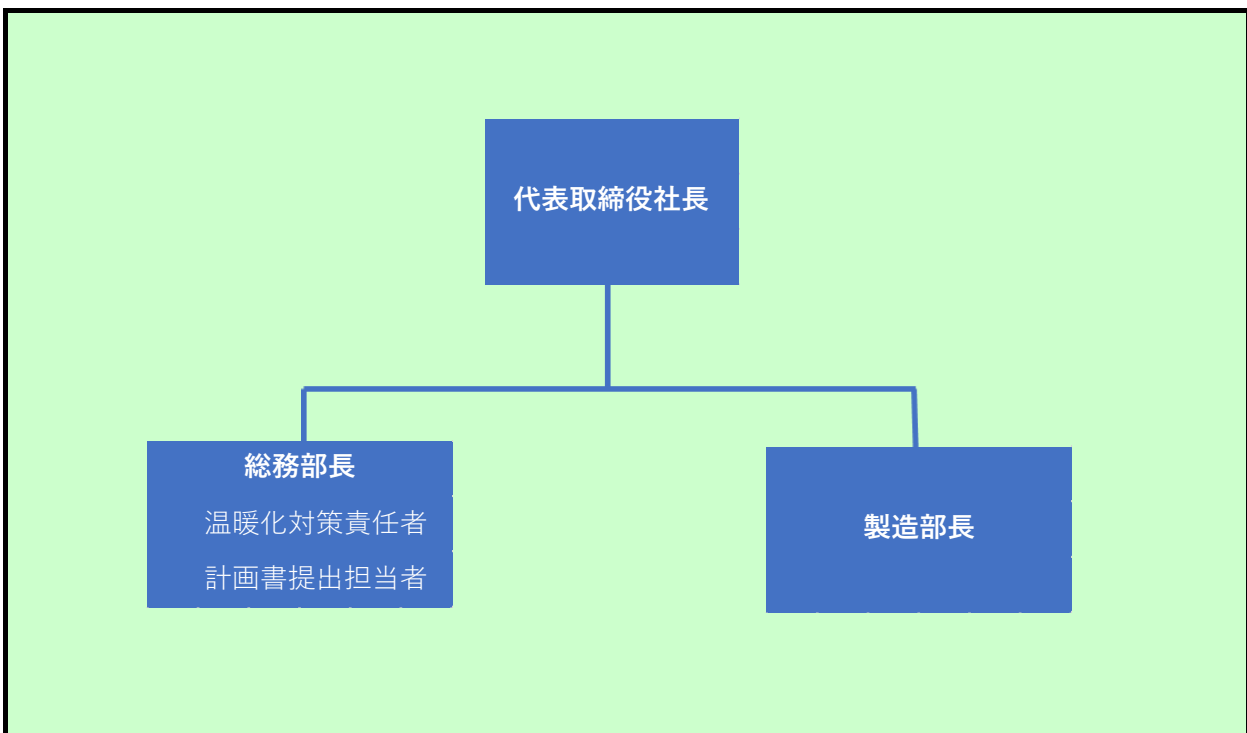 代表取締役社長
総務部長
温暖化対策責任者
計画書提出担当者
製造部長